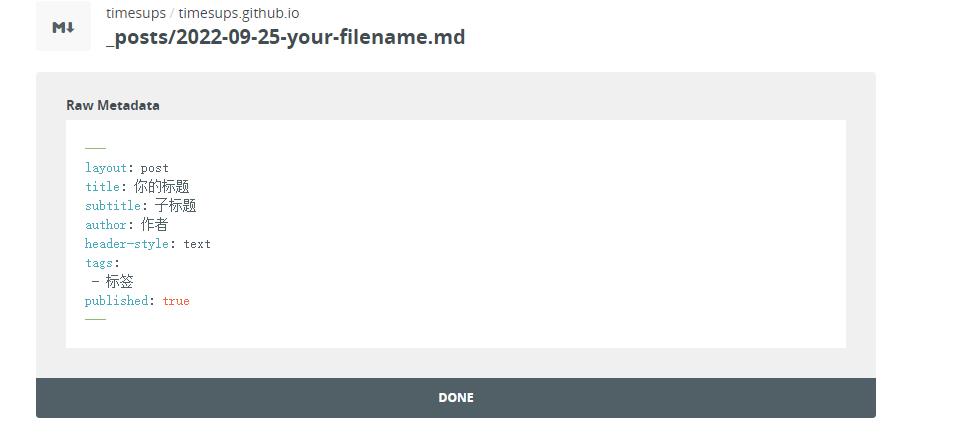 M↓
timesups / timesups.github.io
_posts/2022-09-25-your-filename.md
Raw Metadata
---
layout: post
title: 你的标题
subtitle: 子标题
author: 作者
header-style: text
tags:
- 标签
published: true
---
DONE